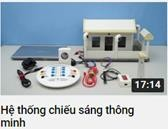 17:14
Hệ thống chiếu sáng thông
minh